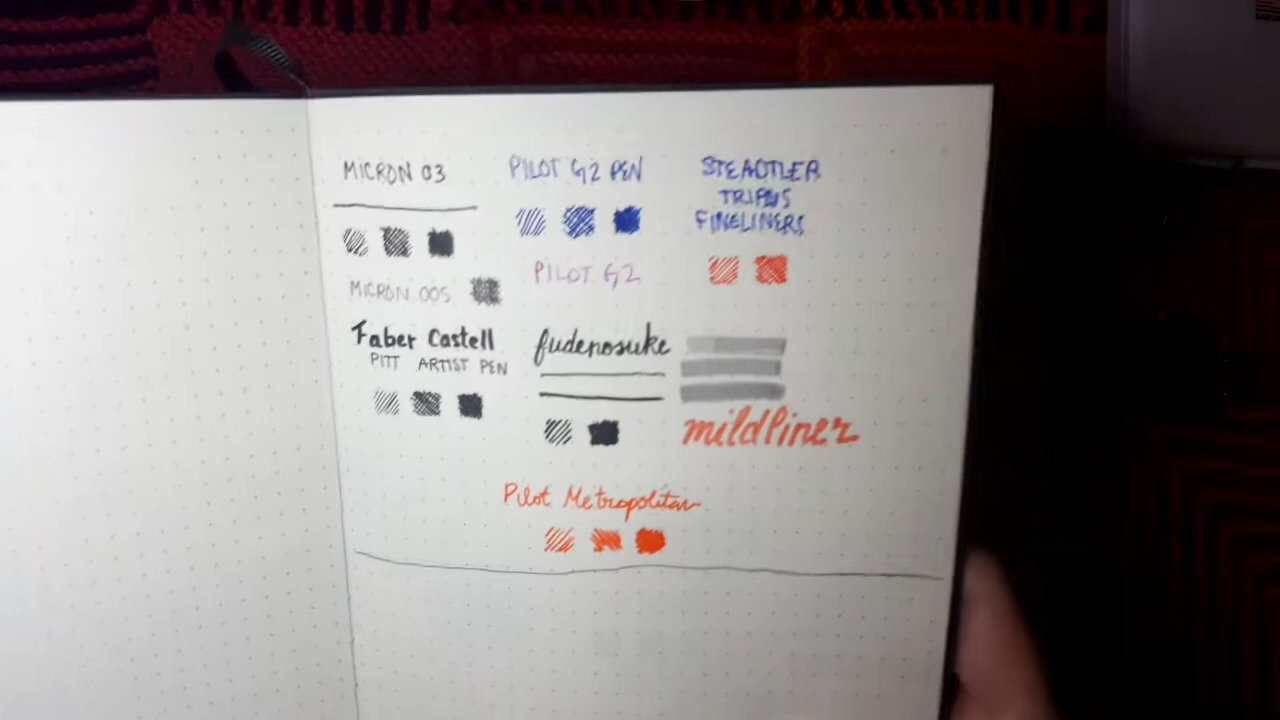 MICRON 03
MICRON 005
Faber Castell
PITT ARTIST PEN
PILOT G2 PEN
PILOT G2
fudenosuke
STEADTLER
TRIPLUS
FINELINERS
mildliner
Pilot Metropolitan